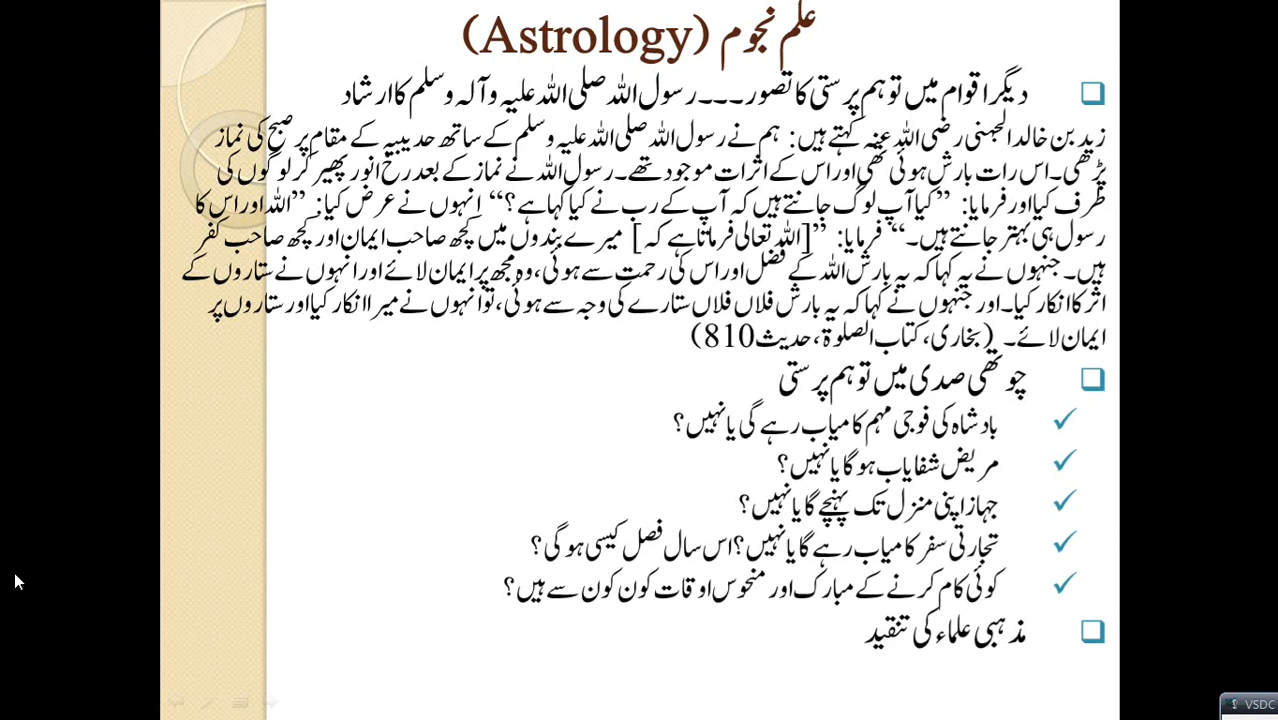 علم نجوم (Astrology)
دیگر اقوام میں توہم پرستی کا تصور۔۔۔رسول اللہ صلی اللہ علیہ وآلہ وسلم کا ارشاد
زید بن خالد الجہنی رضی اللہ عنہ کہتے ہیں: ہم نے رسول اللہ صلی اللہ علیہ وسلم کے ساتھ حدیبیہ کے مقام پر صبح کی نماز
پڑھی۔ اس رات بارش ہوئی تھی اور اس کے اثرات موجود تھے۔ رسول اللہ نے نماز کے بعد رخ انور پھیر کر لوگوں کی
طرف کیا اور فرمایا: ”کیا آپ لوگ جانتے ہیں کہ آپ کے رب نے کیا کہا ہے؟“ انہوں نے عرض کیا: ”اللہ اور اس کا
رسول ہی بہتر جانتے ہیں۔“ فرمایا: ”[اللہ تعالی فرماتا ہے کہ] میرے بندوں میں کچھ صاحب ایمان اور کچھ صاحب کفر
ہیں۔ جنہوں نے یہ کہا کہ یہ بارش اللہ کے فضل اور اس کی رحمت سے ہوئی، وہ مجھ پر ایمان لائے اور انہوں نے ستاروں کے
اثر کا انکار کیا۔ اور جنہوں نے کہا کہ یہ بارش فلاں فلاں ستارے کی وجہ سے ہوئی، تو انہوں نے میرا انکار کیا اور ستاروں پر
ایمان لائے۔ (بخاری، کتاب الصلوۃ، حدیث 810)
چوتھی صدی میں توہم پرستی
بادشاہ کی فوجی مہم کامیاب رہے گی یا نہیں؟
مریض شفایاب ہو گا یا نہیں؟
جہاز اپنی منزل تک پہنچے گا یا نہیں؟
تجارتی سفر کامیاب رہے گا یا نہیں؟ اس سال فصل کیسی ہو گی؟
کوئی کام کرنے کے مبارک اور منحوس اوقات کون کون سے ہیں؟
مذہبی علماء کی تنقید
VSDC